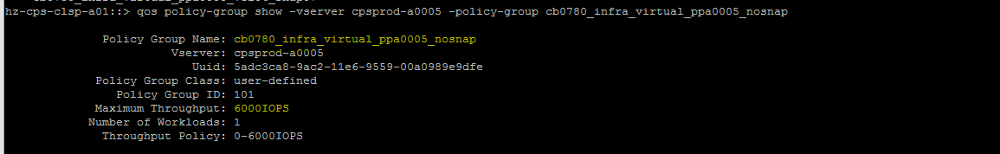 hz-cps-clsp-a01::> qos policy-group show -vserver cpsprod-a0005 -policy-group cb0780_infra_virtual_ppa0005_nosnap
Policy Group Name: cb0780_infra_virtual_ppa0005_nosnap
Vserver: cpsprod-a0005
Uuid: 5adc3ca8-9ac2-11e6-9559-00a0989e9dfe
Policy Group Class: user-defined
Policy Group ID: 101
Maximum Throughput: 6000IOPS
Number of Workloads: 1
Throughput Policy: 0-6000IOPS